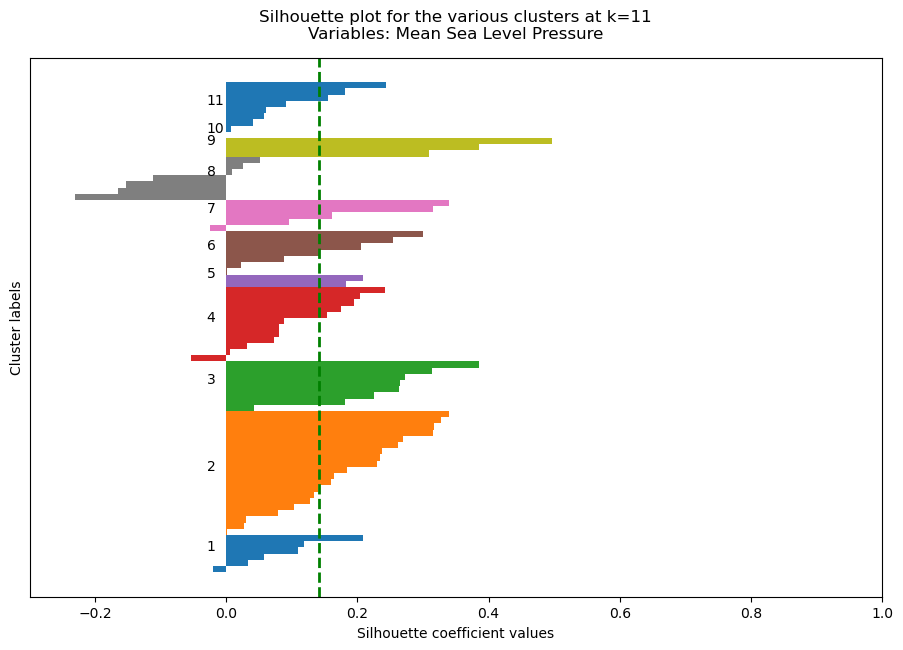 Silhouette plot for the various clusters at k=11
Variables: Mean Sea Level Pressure
11
10
9
8
7
6
5
4
3
2
1
Cluster labels
−0.2 0.0 0.2 0.4 0.6 0.8 1.0
Silhouette coefficient values